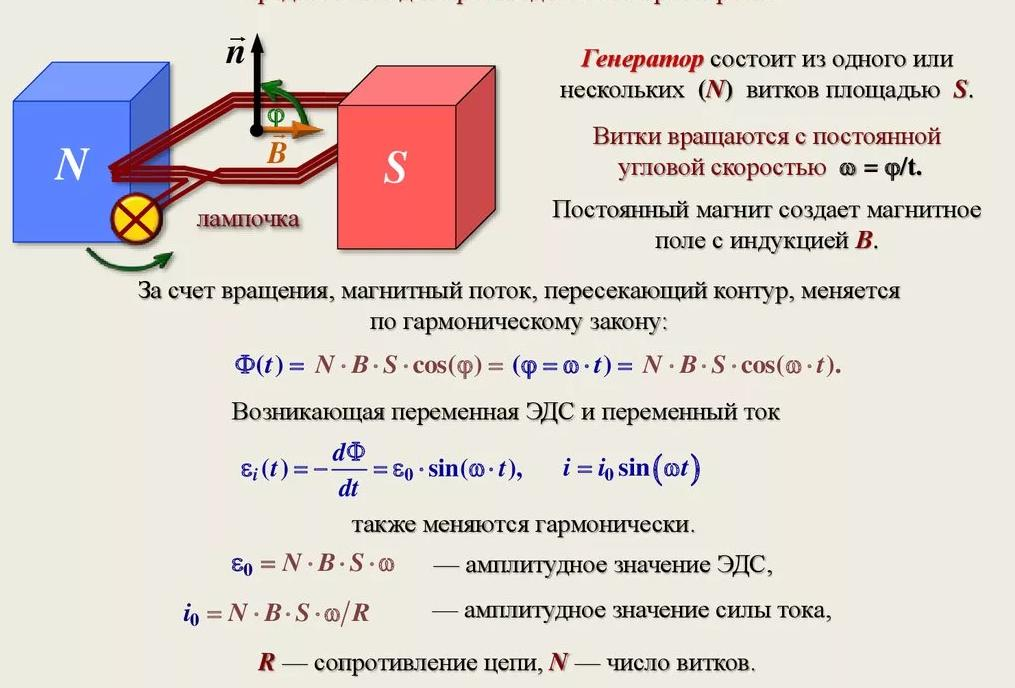 n
φ
B
N
S
лампочка
Генератор состоит из одного или
нескольких (N) витков площадью S.
Витки вращаются с постоянной
угловой скоростью ω = φ/t.
Постоянный магнит создает магнитное
поле с индукцией B.
За счет вращения, магнитный поток, пересекающий контур, меняется
по гармоническому закону:
Φ(t) = N · B · S · cos(φ) = (φ = ω · t) = N · B · S · cos(ω · t).
Возникающая переменная ЭДС и переменный ток
εi(t) = − dΦ/dt = ε0 · sin(ω · t), i = i0 sin(ωt)
также меняются гармонически.
ε0 = N · B · S · ω — амплитудное значение ЭДС,
i0 = N · B · S · ω/R — амплитудное значение силы тока,
R — сопротивление цепи, N — число витков.